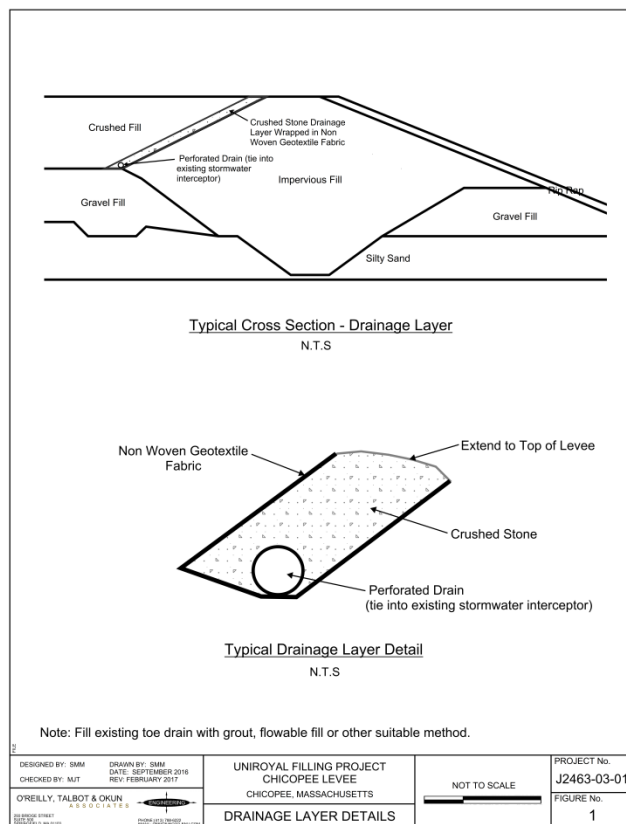 Crushed Fill
Crushed Stone Drainage
Layer Wrapped in Non
Woven Geotextile Fabric
Perforated Drain (tie into
existing stormwater
interceptor)
Impervious Fill
Rip Rap
Gravel Fill
Gravel Fill
Silty Sand
Typical Cross Section - Drainage Layer
N.T.S
Non Woven Geotextile
Fabric
Extend to Top of Levee
Crushed Stone
Perforated Drain
(tie into existing stormwater interceptor)
Typical Drainage Layer Detail
N.T.S
Note: Fill existing toe drain with grout, flowable fill or other suitable method.
FILE
DESIGNED BY: SMM
CHECKED BY: MJT
DRAWN BY: SMM
DATE: SEPTEMBER 2016
REV: FEBRUARY 2017
O'REILLY, TALBOT & OKUN
ASSOCIATES
ENGINEERING
293 BRIDGE STREET
UNIROYAL FILLING PROJECT
CHICOPEE LEVEE
CHICOPEE, MASSACHUSETTS
DRAINAGE LAYER DETAILS
NOT TO SCALE
PROJECT No.
J2463-03-01
FIGURE No.
1